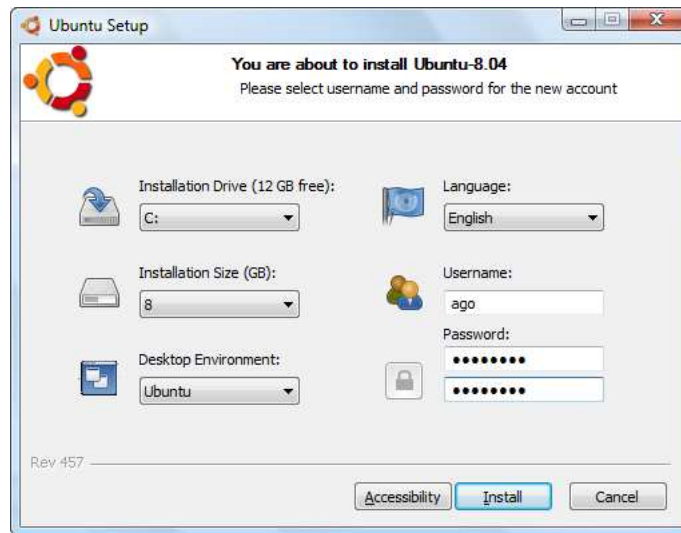 Ubuntu Setup
You are about to install Ubuntu-8.04
Please select username and password for the new account
Installation Drive (12 GB free):
C:
Language:
English
Installation Size (GB):
8
Username:
ago
Password:
●●●●●●●●
●●●●●●●●
Desktop Environment:
Ubuntu
Rev 457
Accessibility
Install
Cancel